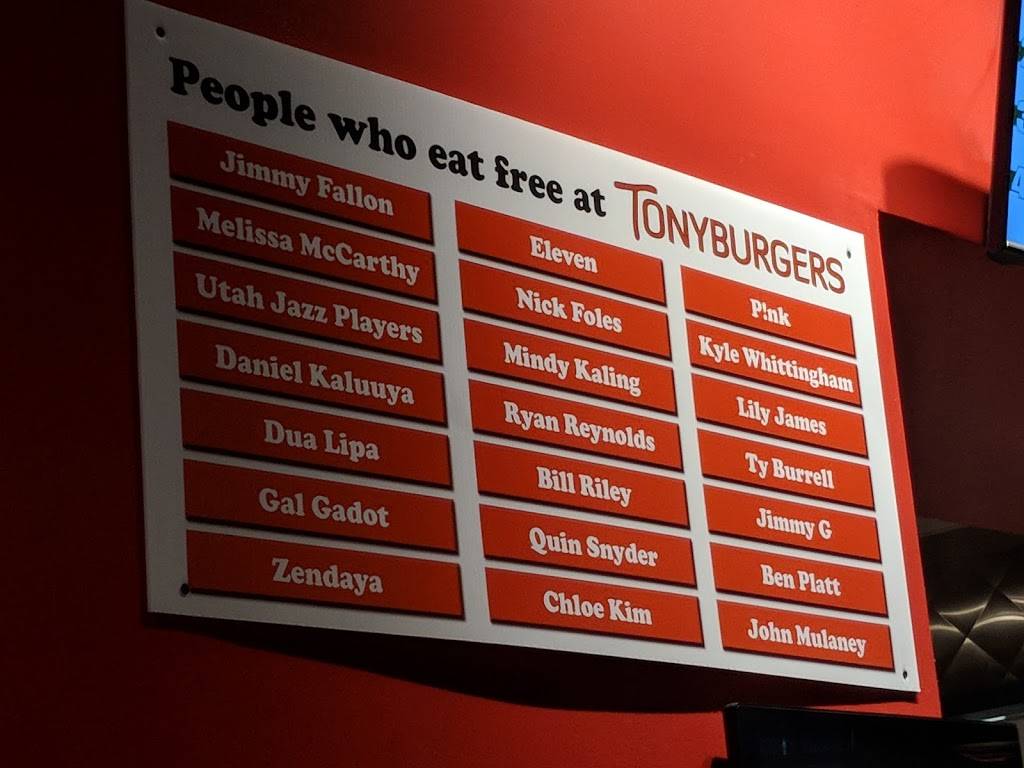 People who eat free at TONYBURGERS
Jimmy Fallon
Melissa McCarthy
Utah Jazz Players
Daniel Kaluuya
Dua Lipa
Gal Gadot
Zendaya
Eleven
Nick Foles
Mindy Kaling
Ryan Reynolds
Bill Riley
Quin Snyder
Chloe Kim
P!nk
Kyle Whittingham
Lily James
Ty Burrell
Jimmy G
Ben Platt
John Mulaney